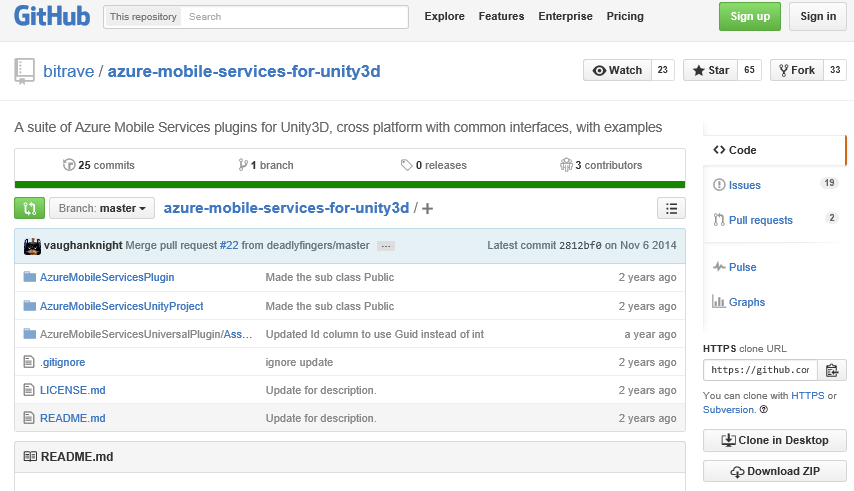 GitHub This repository Search Explore Features Enterprise Pricing Sign up Sign in
bitrave / azure-mobile-services-for-unity3d Watch 23 Star 65 Fork 33
A suite of Azure Mobile Services plugins for Unity3D, cross platform with common interfaces, with examples
25 commits 1 branch 0 releases 3 contributors
Branch: master azure-mobile-services-for-unity3d / +
vaughanknight Merge pull request #22 from deadlyfingers/master ... Latest commit 2812bf0 on Nov 6 2014
AzureMobileServicesPlugin Made the sub class Public 2 years ago
AzureMobileServicesUnityProject Made the sub class Public 2 years ago
AzureMobileServicesUniversalPlugin/Ass... Updated Id column to use Guid instead of int a year ago
.gitignore ignore update 2 years ago
LICENSE.md Update for description. 2 years ago
README.md Update for description. 2 years ago
README.md
Code
Issues 19
Pull requests 2
Pulse
Graphs
HTTPS clone URL
https://github.com
You can clone with HTTPS or
Subversion.
Clone in Desktop
Download ZIP